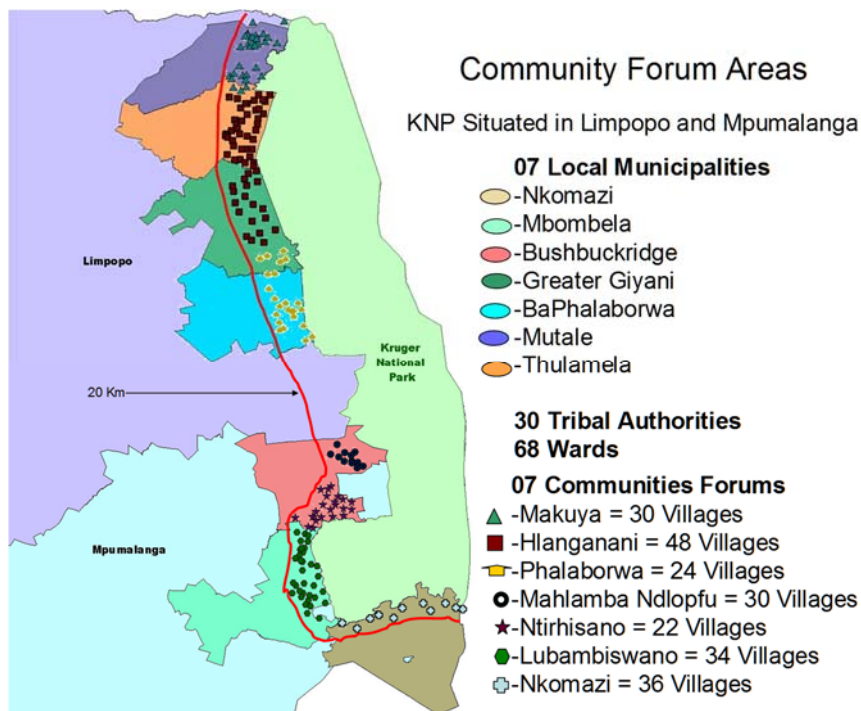 Community Forum Areas
KNP Situated in Limpopo and Mpumalanga
07 Local Municipalities
-Nkomazi
-Mbombela
-Bushbuckridge
-Greater Giyani
-BaPhalaborwa
-Mutale
-Thulamela
30 Tribal Authorities
68 Wards
07 Communities Forums
-Makuya = 30 Villages
-Hlanganani = 48 Villages
-Phalaborwa = 24 Villages
-Mahlamba Ndlopfu = 30 Villages
-Ntirhisano = 22 Villages
-Lubambiswano = 34 Villages
-Nkomazi = 36 Villages
Limpopo
Kruger
National
Park
20 Km
Mpumalanga